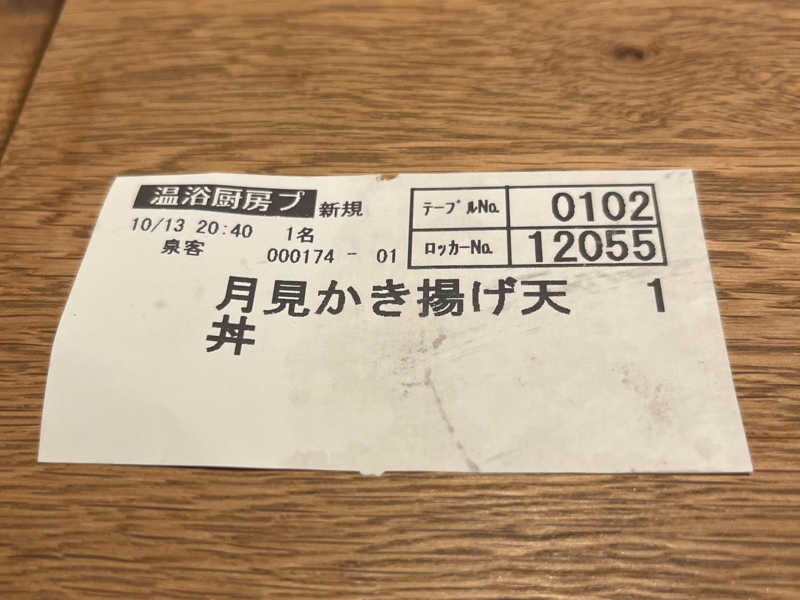 温浴厨房プ 新規
テーブルNo. 0102
10/13 20:40 1名
ロッカーNo. 12055
泉客 000174 - 01
月見かき揚げ天 1
丼